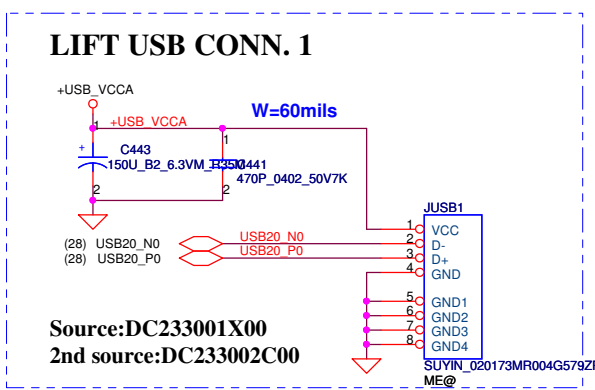 LIFT USB CONN. 1
+USB_VCCA
+USB_VCCA
W=60mils
1
1
+
C443
150U_B2_6.3VM_R35M
C441
470P_0402_50V7K
2
2
JUSB1
1 VCC
(28) USB20_N0 USB20_N0 2 D-
(28) USB20_P0 USB20_P0 3 D+
4 GND
5 GND1
6 GND2
7 GND3
8 GND4
Source:DC233001X00
2nd source:DC233002C00
SUYIN_020173MR004G579ZR
ME@